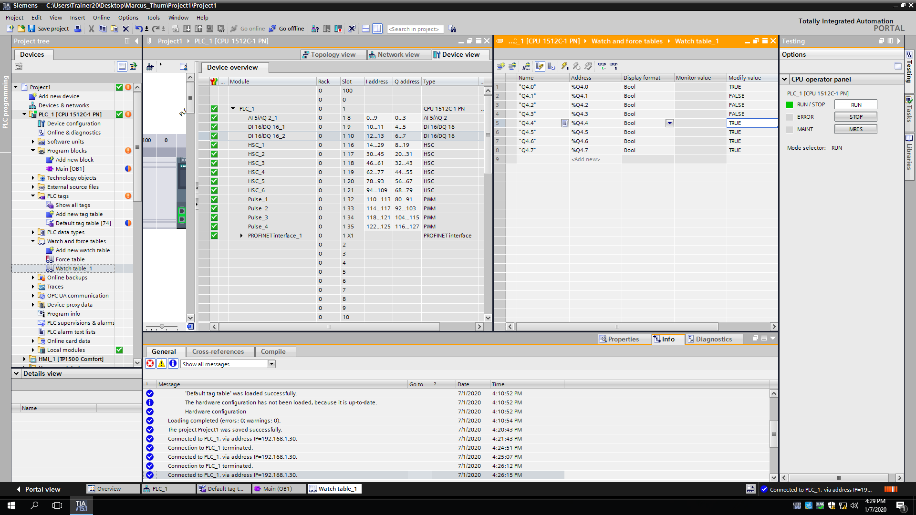 Siemens - C:\Users\Trainer20\Desktop\Marcus_Thum\Project1\Project1
Project Edit View Insert Online Options Tools Window Help
Totally Integrated Automation
PORTAL
Save project
Go online
Go offline
<Search in project>
Project tree
Devices
Project1
Add new device
Devices & networks
PLC_1 [CPU 1512C-1 PN]
Device configuration
Online & diagnostics
Software units
Program blocks
Add new block
Main [OB1]
Technology objects
External source files
PLC tags
Show all tags
Add new tag table
Default tag table [74]
PLC data types
Watch and force tables
Add new watch table
Force table
Watch table_1
Online backups
Traces
OPC UA communication
Device proxy data
Program info
PLC supervisions & alarms
PLC alarm text lists
Online card data
Local modules
HMI_1 [TP1500 Comfort]
Details view
Name
PLC programming
Project1 PLC_1 [CPU 1512C-1 PN]
Topology view Network view Device view
Device overview
Module Rack Slot I address Q address Type
0 100
0 0
PLC_1 0 1 CPU 1512C-1 PN
AI 5/AQ 2_1 0 1 8 0...9 0...3 AI 5/AQ 2
DI 16/DQ 16_1 0 1 9 10...11 4...5 DI 16/DQ 16
DI 16/DQ 16_2 0 1 10 12...13 6...7 DI 16/DQ 16
HSC_1 0 1 16 14...29 8...19 HSC
HSC_2 0 1 17 30...45 20...31 HSC
HSC_3 0 1 18 46...61 32...43 HSC
HSC_4 0 1 19 62...77 44...55 HSC
HSC_5 0 1 20 78...93 56...67 HSC
HSC_6 0 1 21 94...109 68...79 HSC
Pulse_1 0 1 32 110...113 80...91 PWM
Pulse_2 0 1 33 114...117 92...103 PWM
Pulse_3 0 1 34 118...121 104...115 PWM
Pulse_4 0 1 35 122...125 116...127 PWM
PROFINET interface_1 0 1 X1 PROFINET interface
0 2
0 3
0 4
0 5
0 6
0 7
0 8
0 9
0 10
..._1 [CPU 1512C-1 PN] Watch and force tables Watch table_1
Name Address Display format Monitor value Modify value
1 "Q4.0" %Q4.0 Bool TRUE
2 "Q4.1" %Q4.1 Bool FALSE
3 "Q4.2" %Q4.2 Bool FALSE
4 "Q4.3" %Q4.3 Bool FALSE
5 "Q4.4" %Q4.4 Bool TRUE
6 "Q4.5" %Q4.5 Bool TRUE
7 "Q4.6" %Q4.6 Bool TRUE
8 "Q4.7" %Q4.7 Bool TRUE
9 <Add new>
Testing
Options
CPU operator panel
PLC_1 [CPU 1512C-1 PN]
RUN / STOP RUN
ERROR STOP
MAINT MRES
Mode selector: RUN
Testing
Tasks
Libraries
Properties Info Diagnostics
General Cross-references Compile
Show all messages
Message Go to ? Date Time
'Default tag table' was loaded successfully 7/1/2020 4:10:52 PM
The hardware configuration has not been loaded, because it is up-to-date. 7/1/2020 4:10:52 PM
Hardware configuration 7/1/2020 4:10:52 PM
Loading completed (errors: 0; warnings: 0). 7/1/2020 4:10:52 PM
The project Project1 was saved successfully. 7/1/2020 4:20:43 PM
Connected to PLC_1, via address IP=192.168.1.30. 7/1/2020 4:21:43 PM
Connection to PLC_1 terminated. 7/1/2020 4:24:51 PM
Connected to PLC_1, via address IP=192.168.1.30. 7/1/2020 4:25:07 PM
Connection to PLC_1 terminated. 7/1/2020 4:26:12 PM
Connected to PLC_1, via address IP=192.168.1.30. 7/1/2020 4:26:15 PM
Portal view Overview PLC_1 Default tag t... Main (OB1) Watch table_1
Connected to PLC_1, via address IP=19...
4:29 PM
1/7/2020